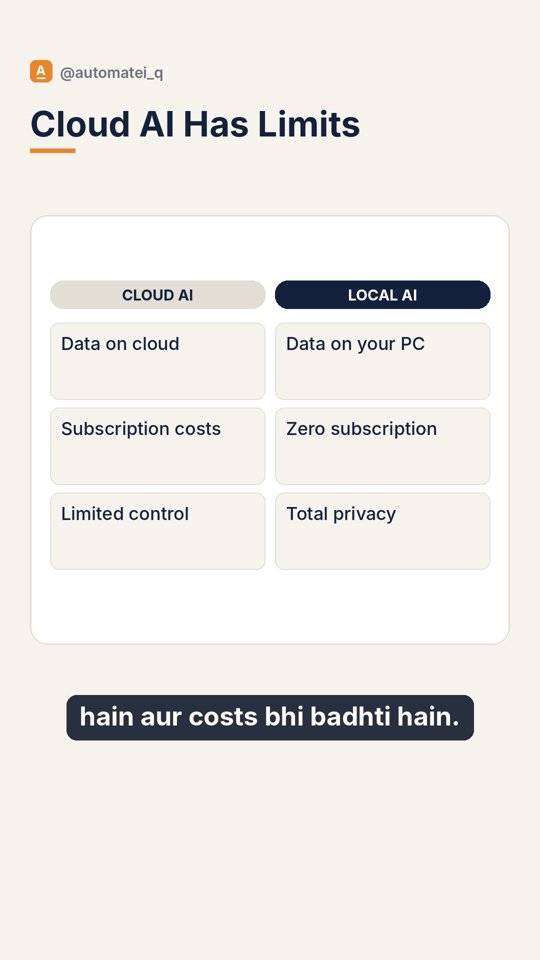 A
@automatei_q
Cloud AI Has Limits
CLOUD AI
LOCAL AI
Data on cloud
Data on your PC
Subscription costs
Zero subscription
Limited control
Total privacy
hain aur costs bhi badhti hain.